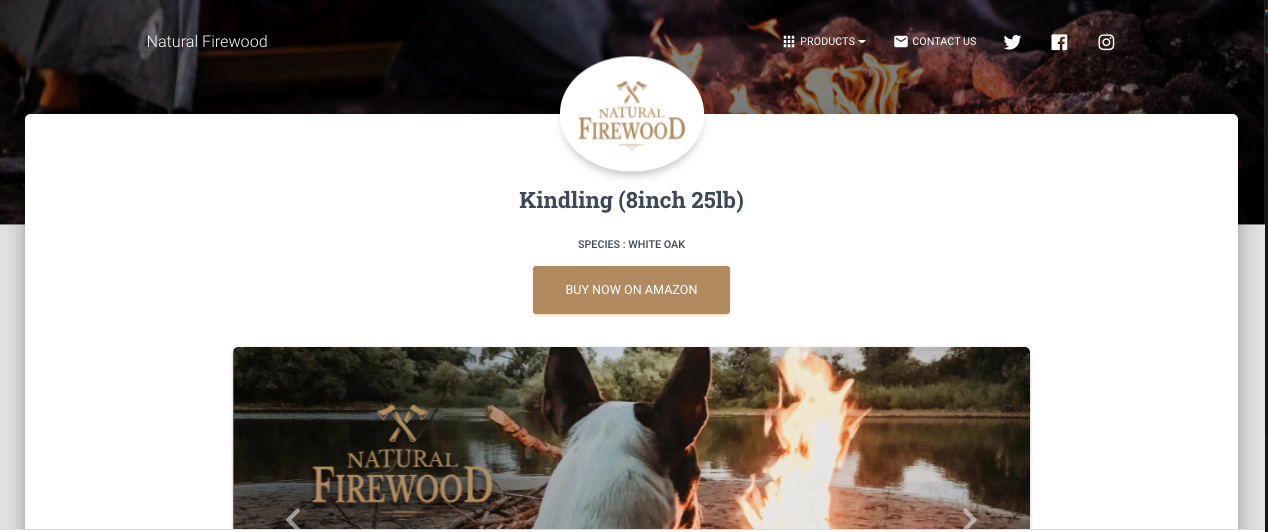 Natural Firewood
PRODUCTS
CONTACT US
NATURAL
FIREWOOD
Kindling (8inch 25lb)
SPECIES : WHITE OAK
BUY NOW ON AMAZON
NATURAL
FIREWOOD